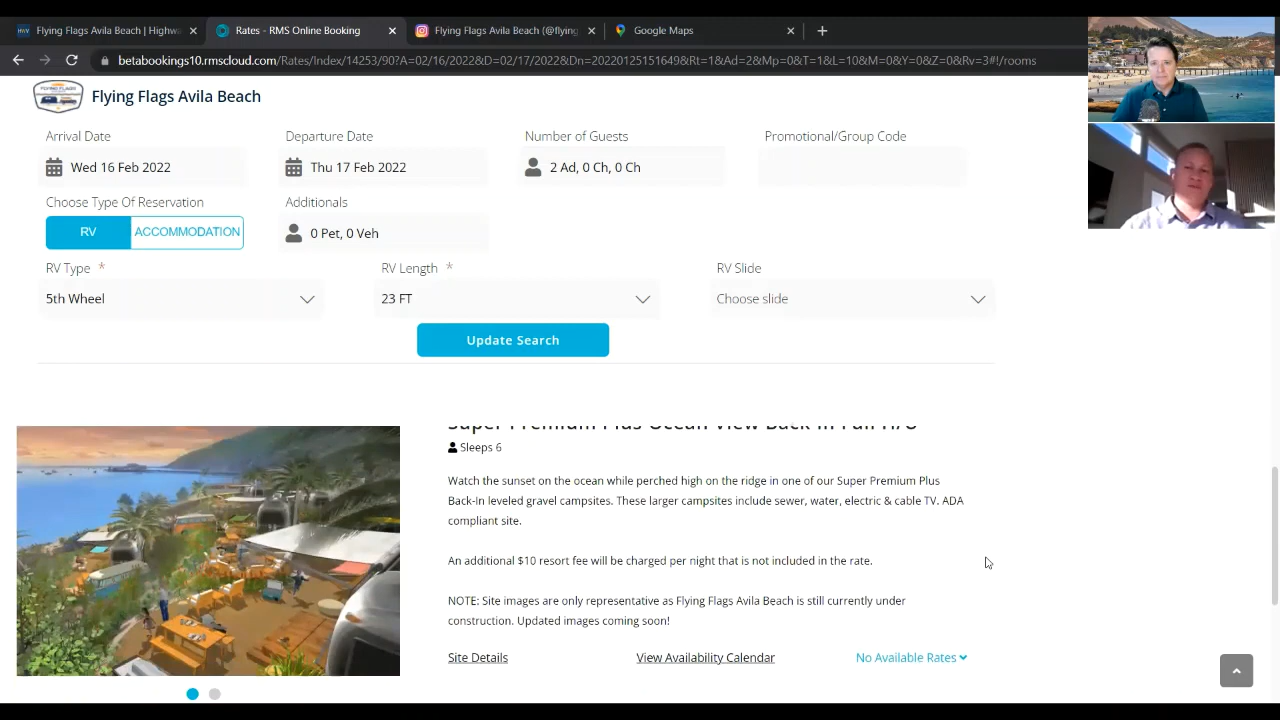 Flying Flags Avila Beach | Highw
Rates - RMS Online Booking
Flying Flags Avila Beach (@flying
Google Maps
betabookings10.rmscloud.com/Rates/Index/14253/90?A=02/16/2022&D=02/17/2022&Dn=20220125151649&Rt=1&Ad=2&Mp=0&T=1&L=10&M=0&Y=0&Z=0&Rv=3#!/rooms
Flying Flags Avila Beach
Arrival Date
Departure Date
Number of Guests
Promotional/Group Code
Wed 16 Feb 2022
Thu 17 Feb 2022
2 Ad, 0 Ch, 0 Ch
Choose Type Of Reservation
Additionals
RV
ACCOMMODATION
0 Pet, 0 Veh
RV Type *
RV Length *
RV Slide
5th Wheel
23 FT
Choose slide
Update Search
Super Premium Plus Ocean View Back In Full H/U
Sleeps 6
Watch the sunset on the ocean while perched high on the ridge in one of our Super Premium Plus
Back-In leveled gravel campsites. These larger campsites include sewer, water, electric & cable TV. ADA
compliant site.
An additional $10 resort fee will be charged per night that is not included in the rate.
NOTE: Site images are only representative as Flying Flags Avila Beach is still currently under
construction. Updated images coming soon!
Site Details
View Availability Calendar
No Available Rates